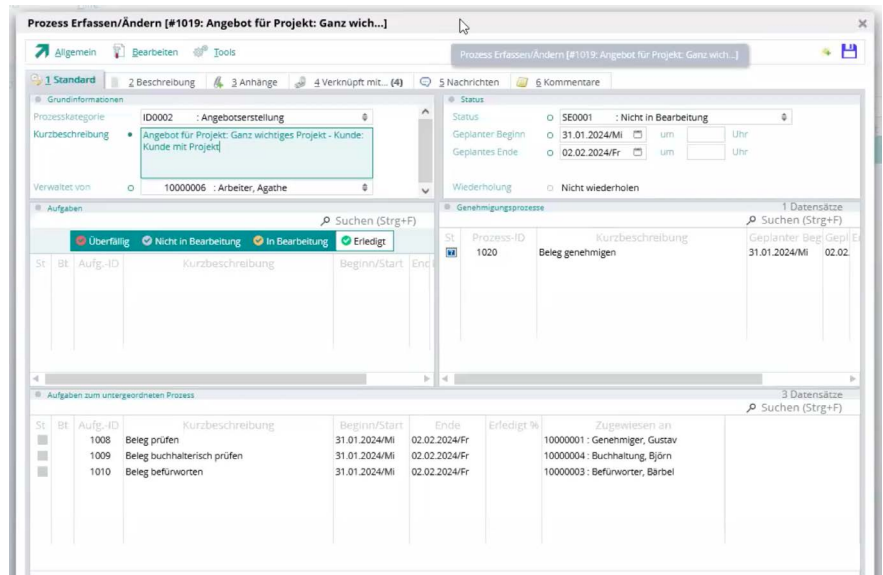 Prozess Erfassen/Ändern [#1019: Angebot für Projekt: Ganz wich...]
Allgemein Bearbeiten Tools
Prozess Erfassen/Ändern [#1019: Angebot für Projekt: Ganz wich...]
1 Standard 2 Beschreibung 3 Anhänge 4 Verknüpft mit... (4) 5 Nachrichten 6 Kommentare
Grundinformationen
Prozesskategorie ID0002 : Angebotserstellung
Kurzbeschreibung Angebot für Projekt: Ganz wichtiges Projekt - Kunde:
Kunde mit Projekt
Verwaltet von 10000006 : Arbeiter, Agathe
Status
Status SE0001 : Nicht in Bearbeitung
Geplanter Beginn 31.01.2024/Mi um Uhr
Geplantes Ende 02.02.2024/Fr um Uhr
Wiederholung Nicht wiederholen
Aufgaben
Suchen (Strg+F)
Überfällig Nicht in Bearbeitung In Bearbeitung Erledigt
St Bt Aufg.-ID Kurzbeschreibung Beginn/Start End
Genehmigungsprozesse 1 Datensätze
Suchen (Strg+F)
St Prozess-ID Kurzbeschreibung Geplanter Beg Gepl
1020 Beleg genehmigen 31.01.2024/Mi 02.02.
Aufgaben zum untergeordneten Prozess 3 Datensätze
Suchen (Strg+F)
St Bt Aufg.-ID Kurzbeschreibung Beginn/Start Ende Erledigt % Zugewiesen an
1008 Beleg prüfen 31.01.2024/Mi 02.02.2024/Fr 10000001 : Genehmiger, Gustav
1009 Beleg buchhalterisch prüfen 31.01.2024/Mi 02.02.2024/Fr 10000004 : Buchhaltung, Björn
1010 Beleg befürworten 31.01.2024/Mi 02.02.2024/Fr 10000003 : Befürworter, Bärbel